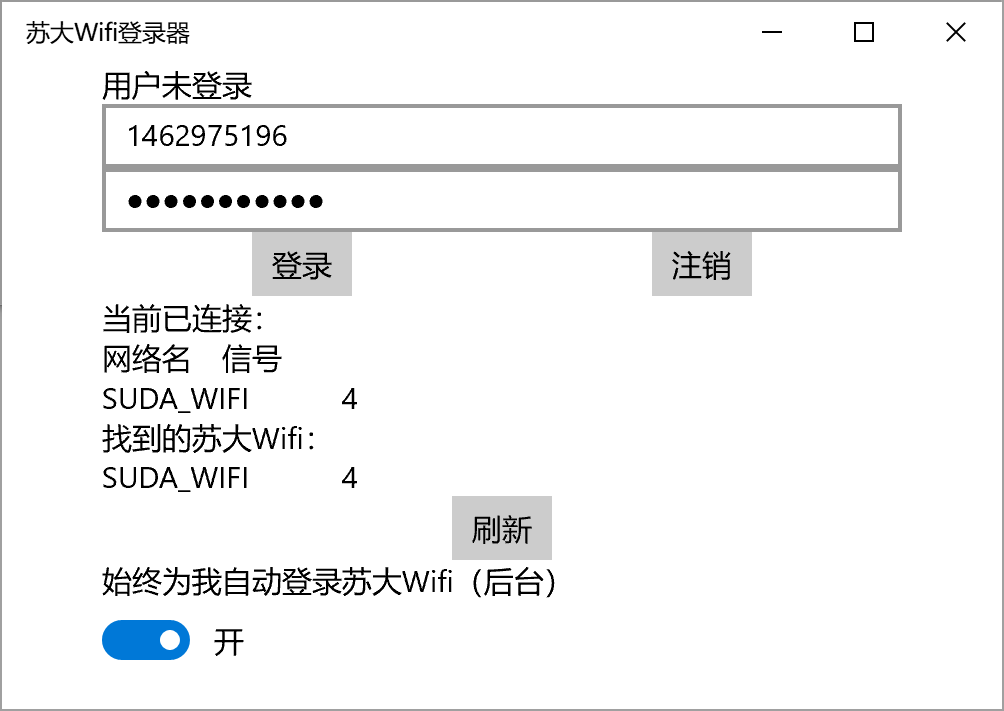 苏大Wifi登录器
用户未登录
1462975196
●●●●●●●●●●●
登录 注销
当前已连接：
网络名 信号
SUDA_WIFI 4
找到的苏大Wifi：
SUDA_WIFI 4
刷新
始终为我自动登录苏大Wifi（后台）
开